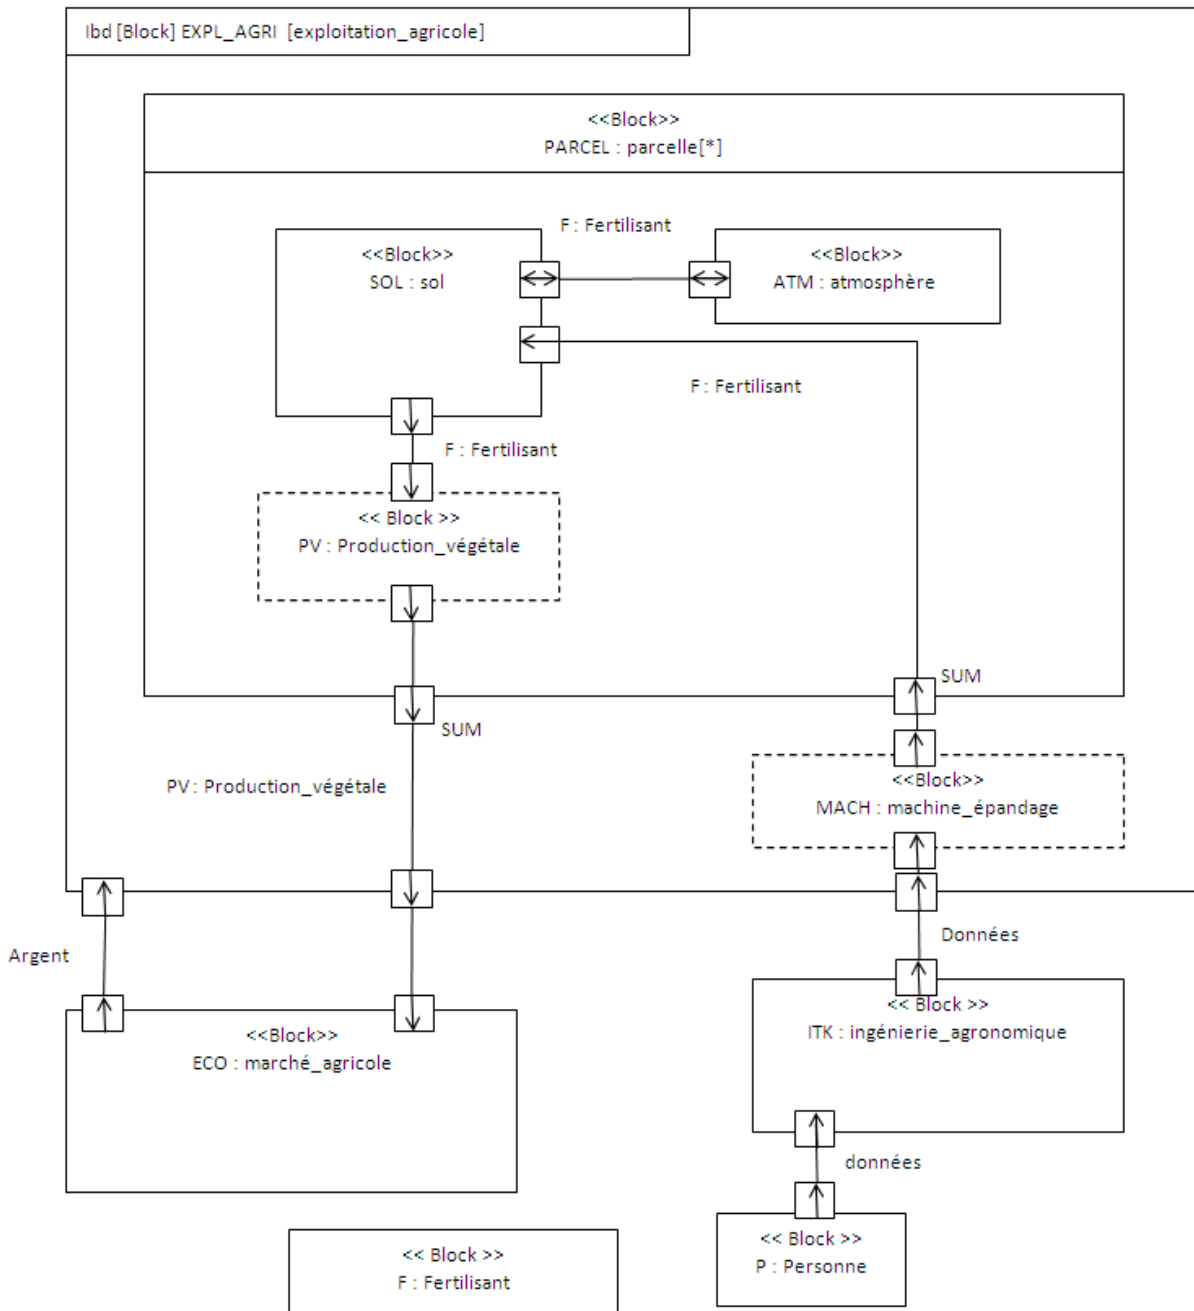 Ibd [Block] EXPL_AGRI [exploitation_agricole]
<<Block>>
PARCEL : parcelle[*]
F : Fertilisant
<<Block>>
SOL : sol
<<Block>>
ATM : atmosphère
F : Fertilisant
F : Fertilisant
<< Block >>
PV : Production_végétale
SUM
SUM
PV : Production_végétale
<<Block>>
MACH : machine_épandage
Données
Argent
<< Block >>
ITK : ingénierie_agronomique
<<Block>>
ECO : marché_agricole
données
<< Block >>
P : Personne
<< Block >>
F : Fertilisant